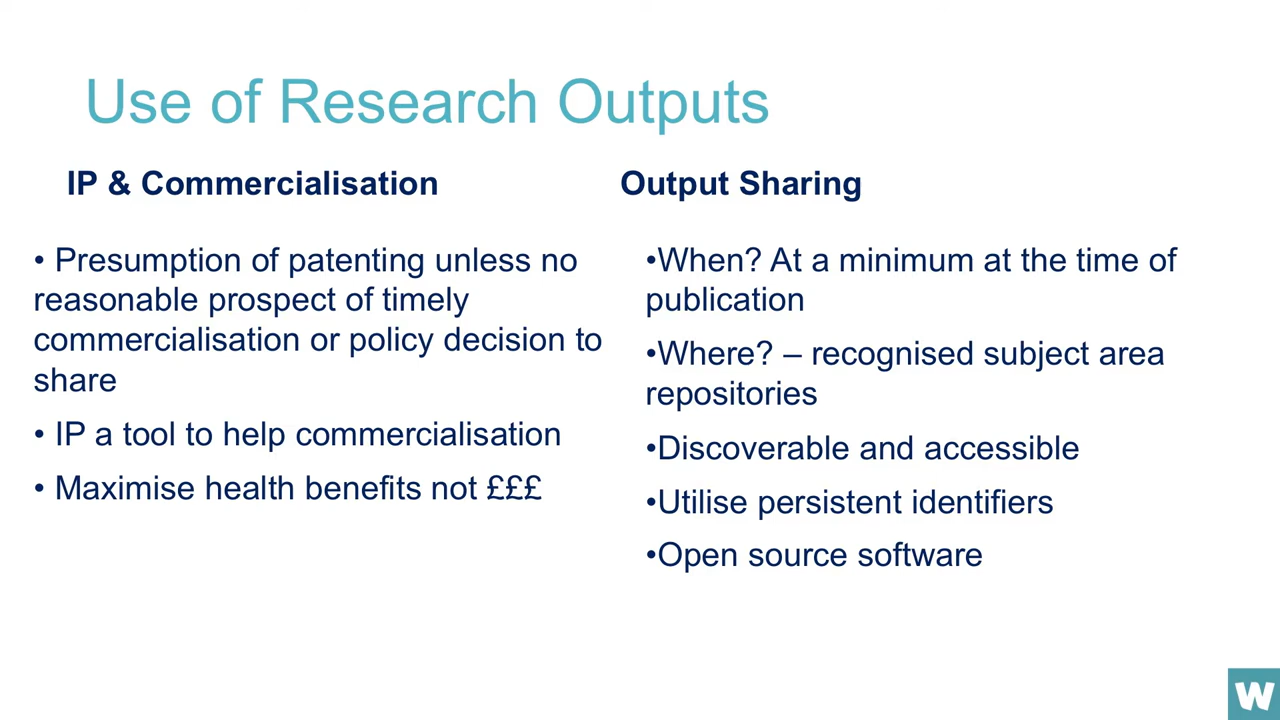 Use of Research Outputs
IP & Commercialisation
• Presumption of patenting unless no
reasonable prospect of timely
commercialisation or policy decision to
share
• IP a tool to help commercialisation
• Maximise health benefits not £££
Output Sharing
•When? At a minimum at the time of
publication
•Where? – recognised subject area
repositories
•Discoverable and accessible
•Utilise persistent identifiers
•Open source software
W